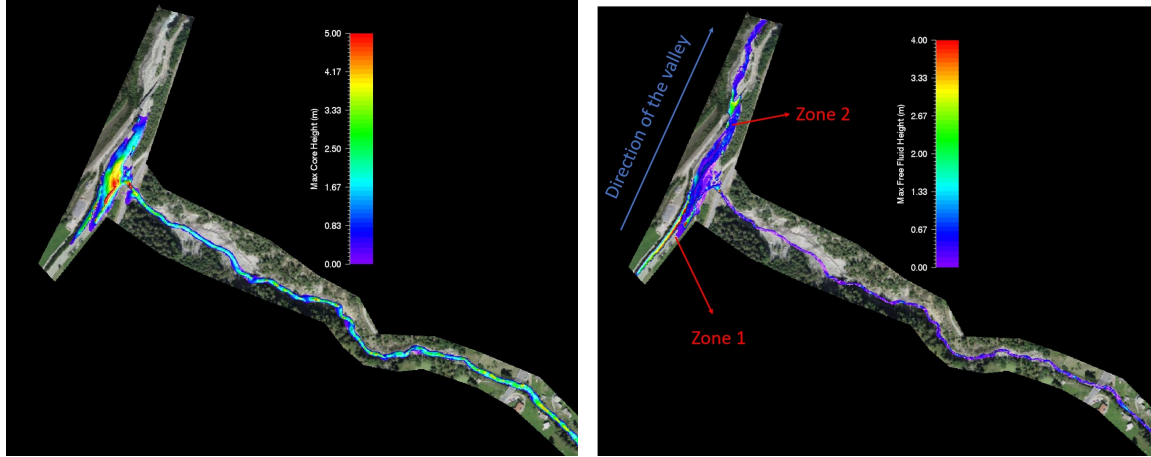 5.00
4.17
3.33
2.50
1.67
0.83
0.00
Max Core Height (m)
Direction of the valley
Zone 2
Zone 1
4.00
3.33
2.67
2.00
1.33
0.67
0.00
Max Free Fluid Height (m)